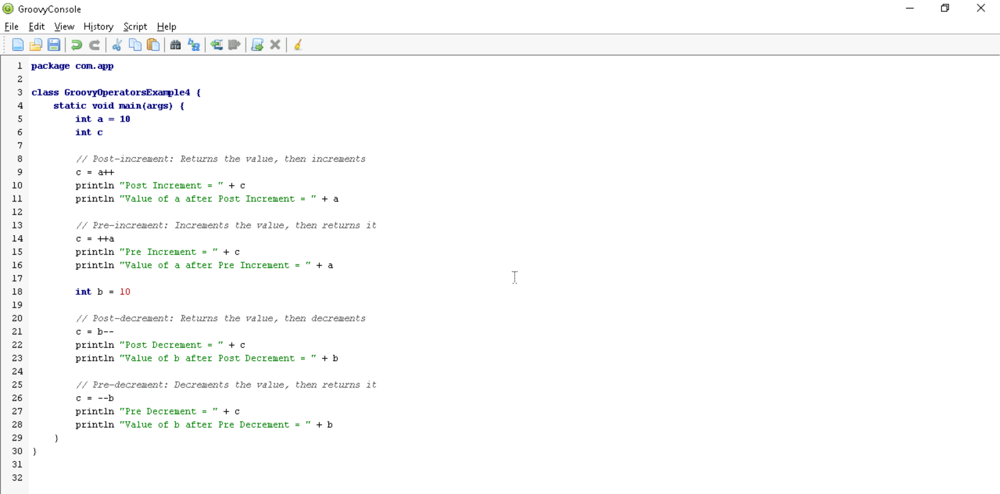 GroovyConsole
File Edit View History Script Help
1 package com.app
2
3 class GroovyOperatorsExample4 {
4     static void main(args) {
5         int a = 10
6         int c
7
8         // Post-increment: Returns the value, then increments
9         c = a++
10         println "Post Increment = " + c
11         println "Value of a after Post Increment = " + a
12
13         // Pre-increment: Increments the value, then returns it
14         c = ++a
15         println "Pre Increment = " + c
16         println "Value of a after Pre Increment = " + a
17
18         int b = 10
19
20         // Post-decrement: Returns the value, then decrements
21         c = b--
22         println "Post Decrement = " + c
23         println "Value of b after Post Decrement = " + b
24
25         // Pre-decrement: Decrements the value, then returns it
26         c = --b
27         println "Pre Decrement = " + c
28         println "Value of b after Pre Decrement = " + b
29     }
30 }
31
32